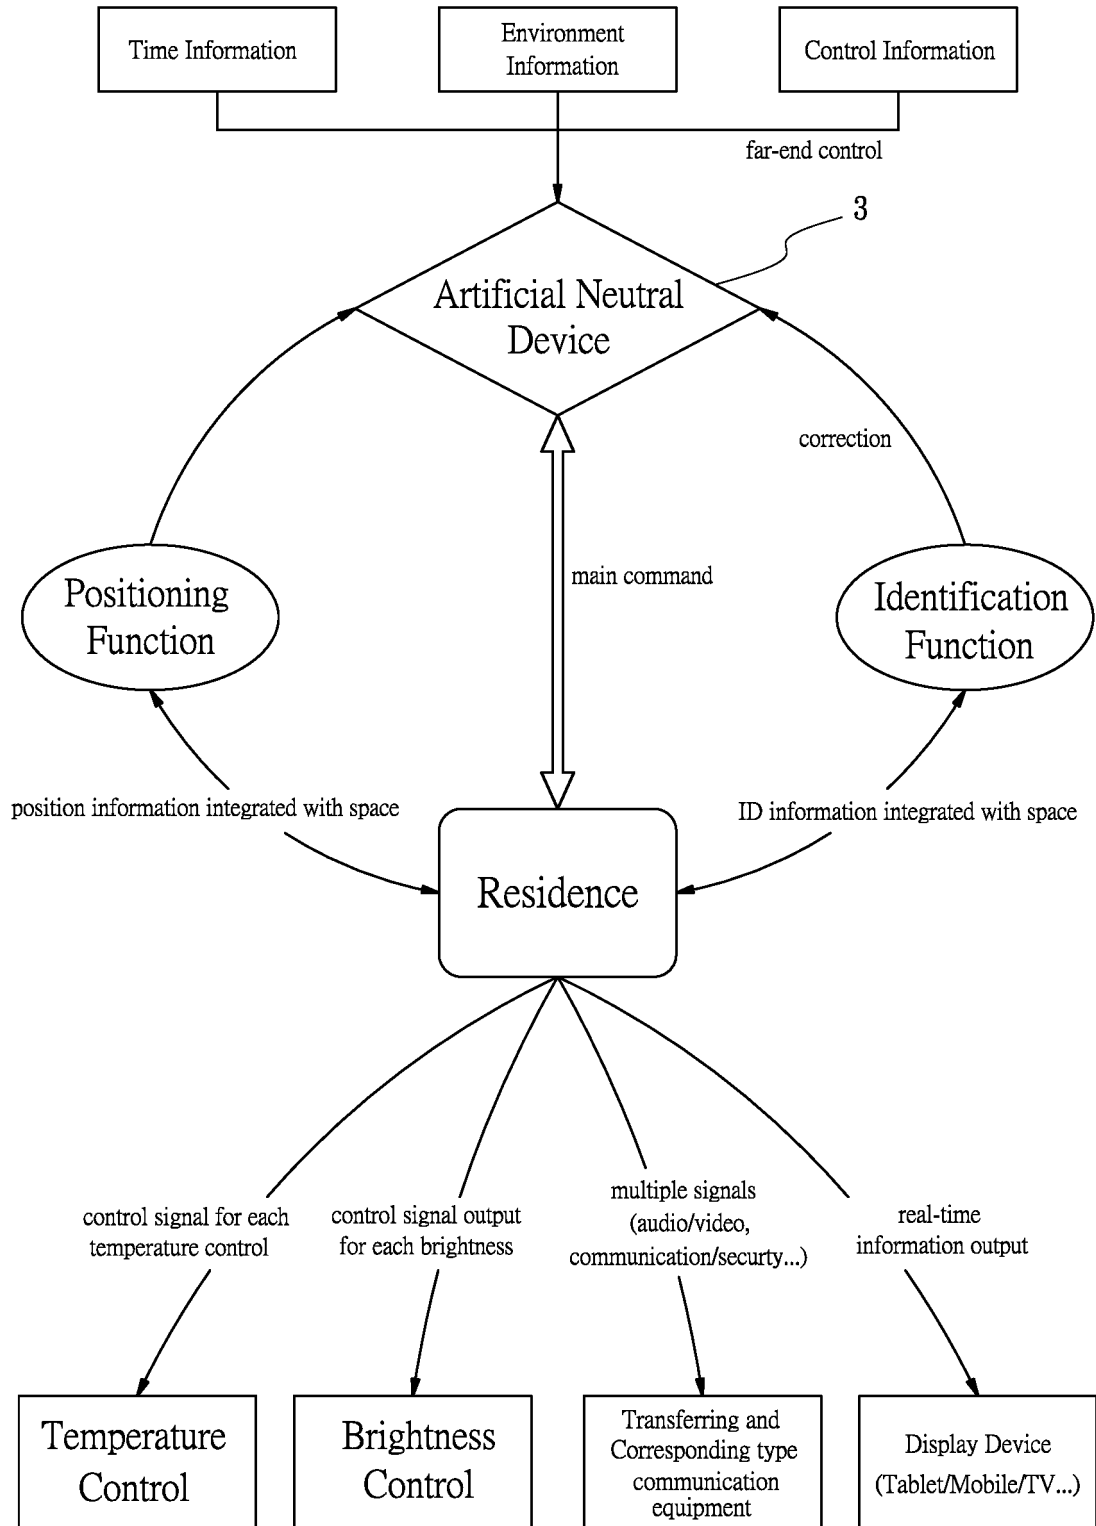 Time Information
Environment
Information
Control Information
far-end control
3
Artificial Neutral
Device
correction
main command
Positioning
Function
Identification
Function
position information integrated with space
ID information integrated with space
Residence
control signal for each
temperature control
control signal output
for each brightness
multiple signals
(audio/video,
communication/securty...)
real-time
information output
Temperature
Control
Brightness
Control
Transferring and
Corresponding type
communication
equipment
Display Device
(Tablet/Mobile/TV...)